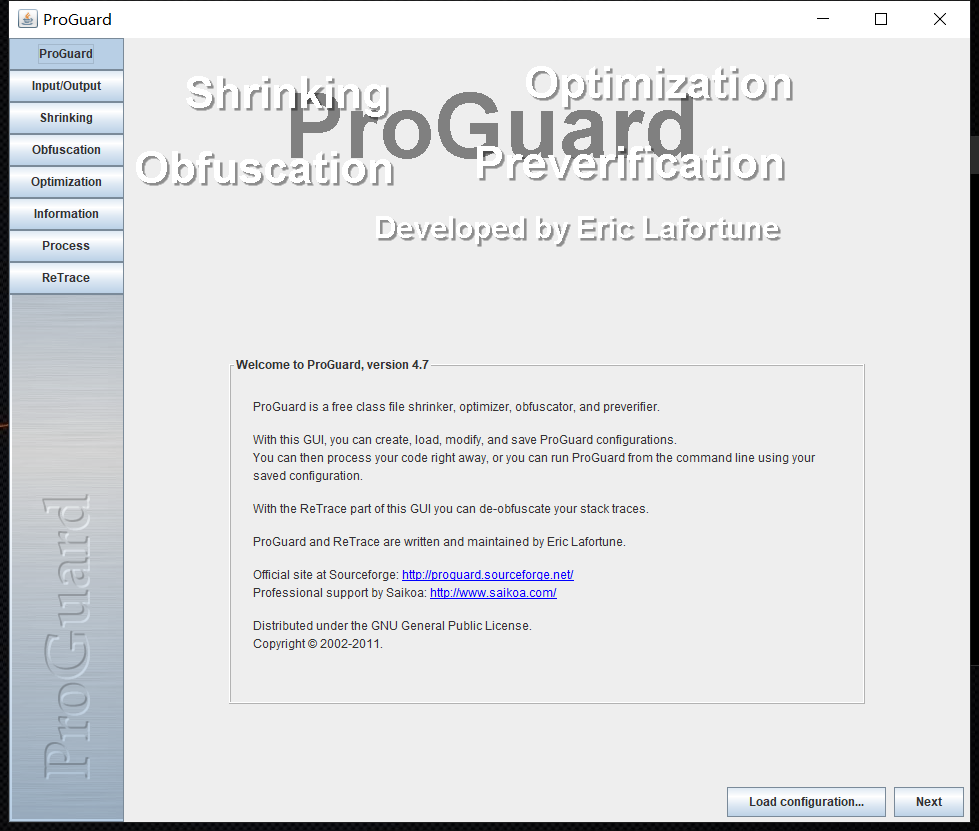 ProGuard
ProGuard
Input/Output
Shrinking
Obfuscation
Optimization
Information
Process
ReTrace
ProGuard
Shrinking
Optimization
ProGuard
Obfuscation
Preverification
Developed by Eric Lafortune
Welcome to ProGuard, version 4.7
ProGuard is a free class file shrinker, optimizer, obfuscator, and preverifier.
With this GUI, you can create, load, modify, and save ProGuard configurations.
You can then process your code right away, or you can run ProGuard from the command line using your
saved configuration.
With the ReTrace part of this GUI you can de-obfuscate your stack traces.
ProGuard and ReTrace are written and maintained by Eric Lafortune.
Official site at Sourceforge: http://proguard.sourceforge.net/
Professional support by Saikoa: http://www.saikoa.com/
Distributed under the GNU General Public License.
Copyright © 2002-2011.
Load configuration...
Next